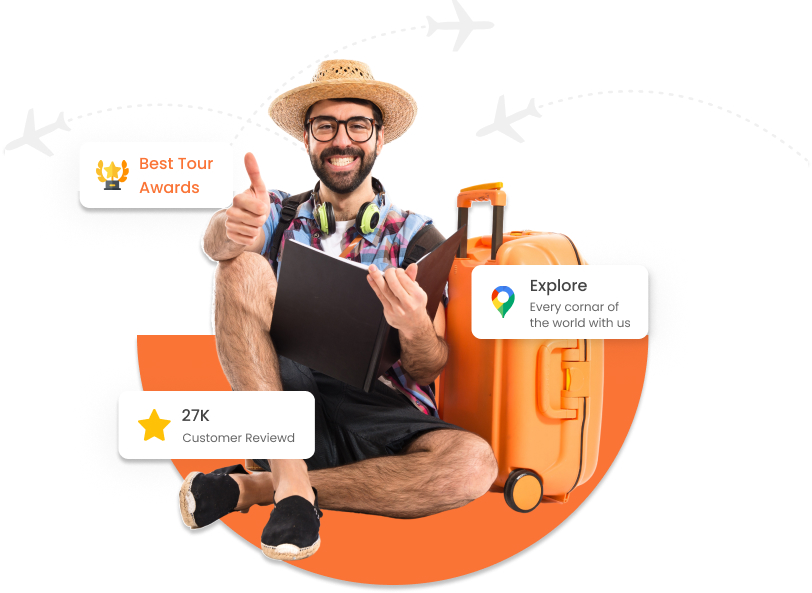 Best Tour
Awards
Explore
Every cornar of
the world with us
27K
Customer Reviewd